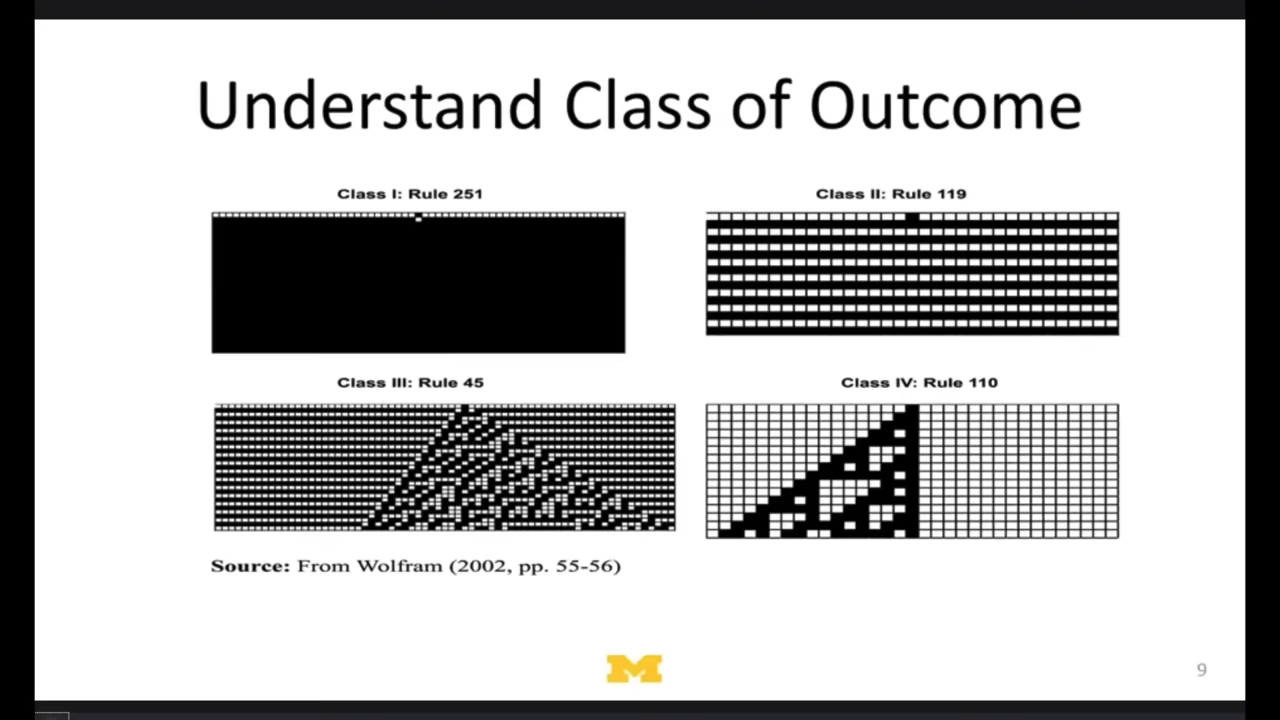 Understand Class of Outcome
Class I: Rule 251
Class II: Rule 119
Class III: Rule 45
Class IV: Rule 110
Source: From Wolfram (2002, pp. 55-56)
M
9